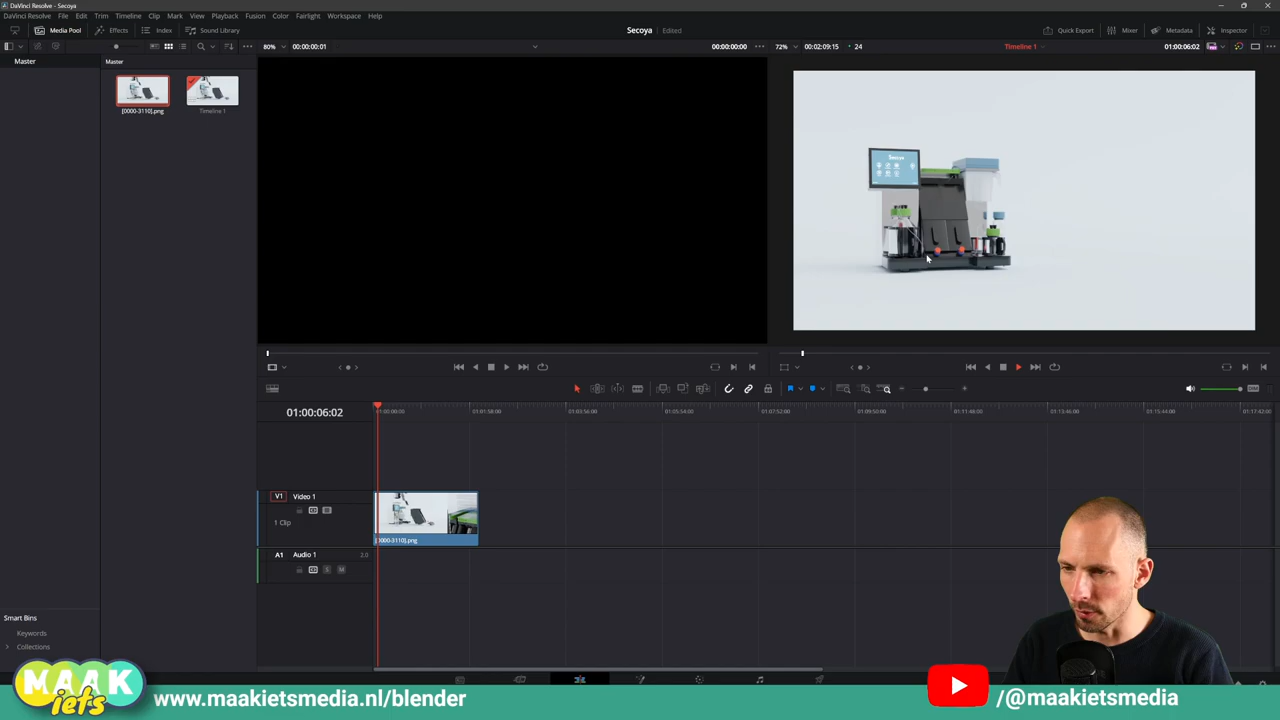 DaVinci Resolve - Secoya
DaVinci Resolve File Edit Trim Timeline Clip Mark View Playback Fusion Color Fairlight Workspace Help
Media Pool Effects Index Sound Library Secoya Edited Quick Export Mixer Metadata Inspector
80% 00:00:00:01 00:00:00:00 72% 00:02:09:15 24 Timeline 1 01:00:06:02
Master Master
[0000-3110].png Timeline 1
Secoya
01:00:06:02
01:00:00:00 01:01:58:00 01:03:56:00 01:05:54:00 01:07:52:00 01:09:50:00 01:11:48:00 01:13:46:00 01:15:44:00 01:17:42:00
V1 Video 1
1 Clip
[0000-3110].png
A1 Audio 1 2.0
S M
DIM
Smart Bins
Keywords
Collections
MAAK
iets
www.maakietsmedia.nl/blender
/@maakietsmedia